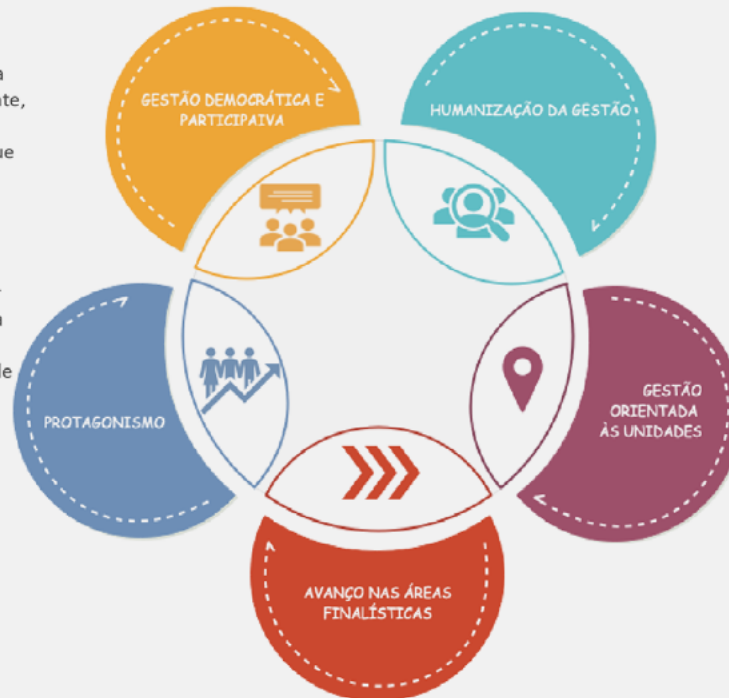 GESTÃO DEMOCRÁTICA E
PARTICIPAIVA
HUMANIZAÇÃO DA GESTÃO
PROTAGONISMO
GESTÃO
ORIENTADA
ÀS UNIDADES
AVANÇO NAS ÁREAS
FINALÍSTICAS